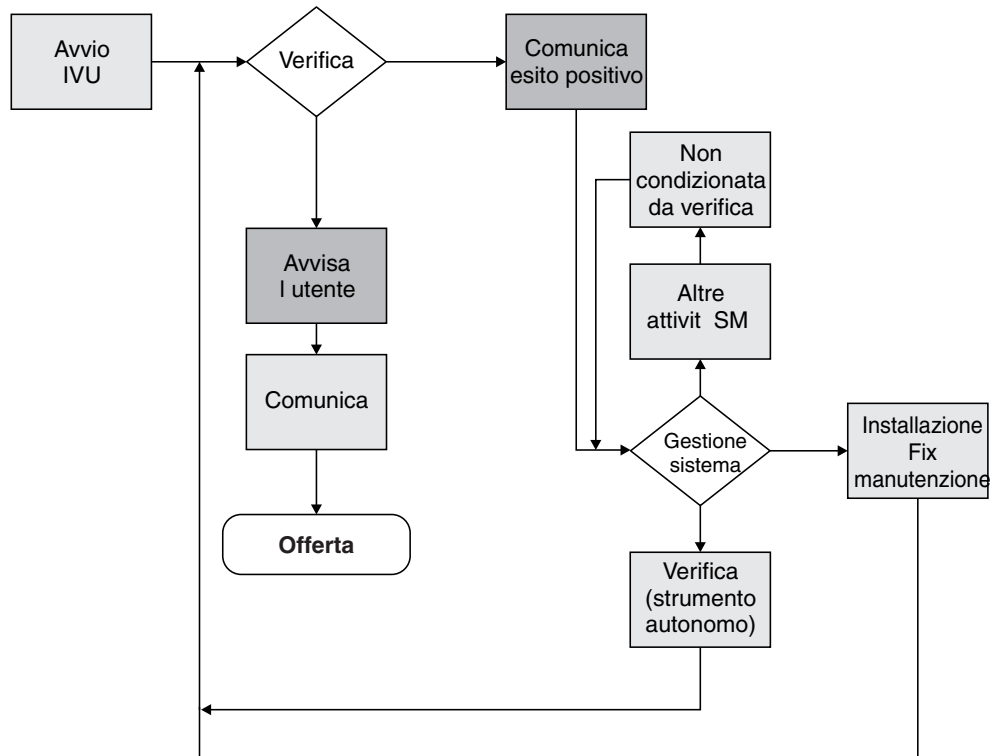 Avvio
IVU
Verifica
Comunica
esito positivo
Non
condizionata
da verifica
Avvisa
l utente
Altre
attivit SM
Comunica
Gestione
sistema
Installazione
Fix
manutenzione
Offerta
Verifica
(strumento
autonomo)